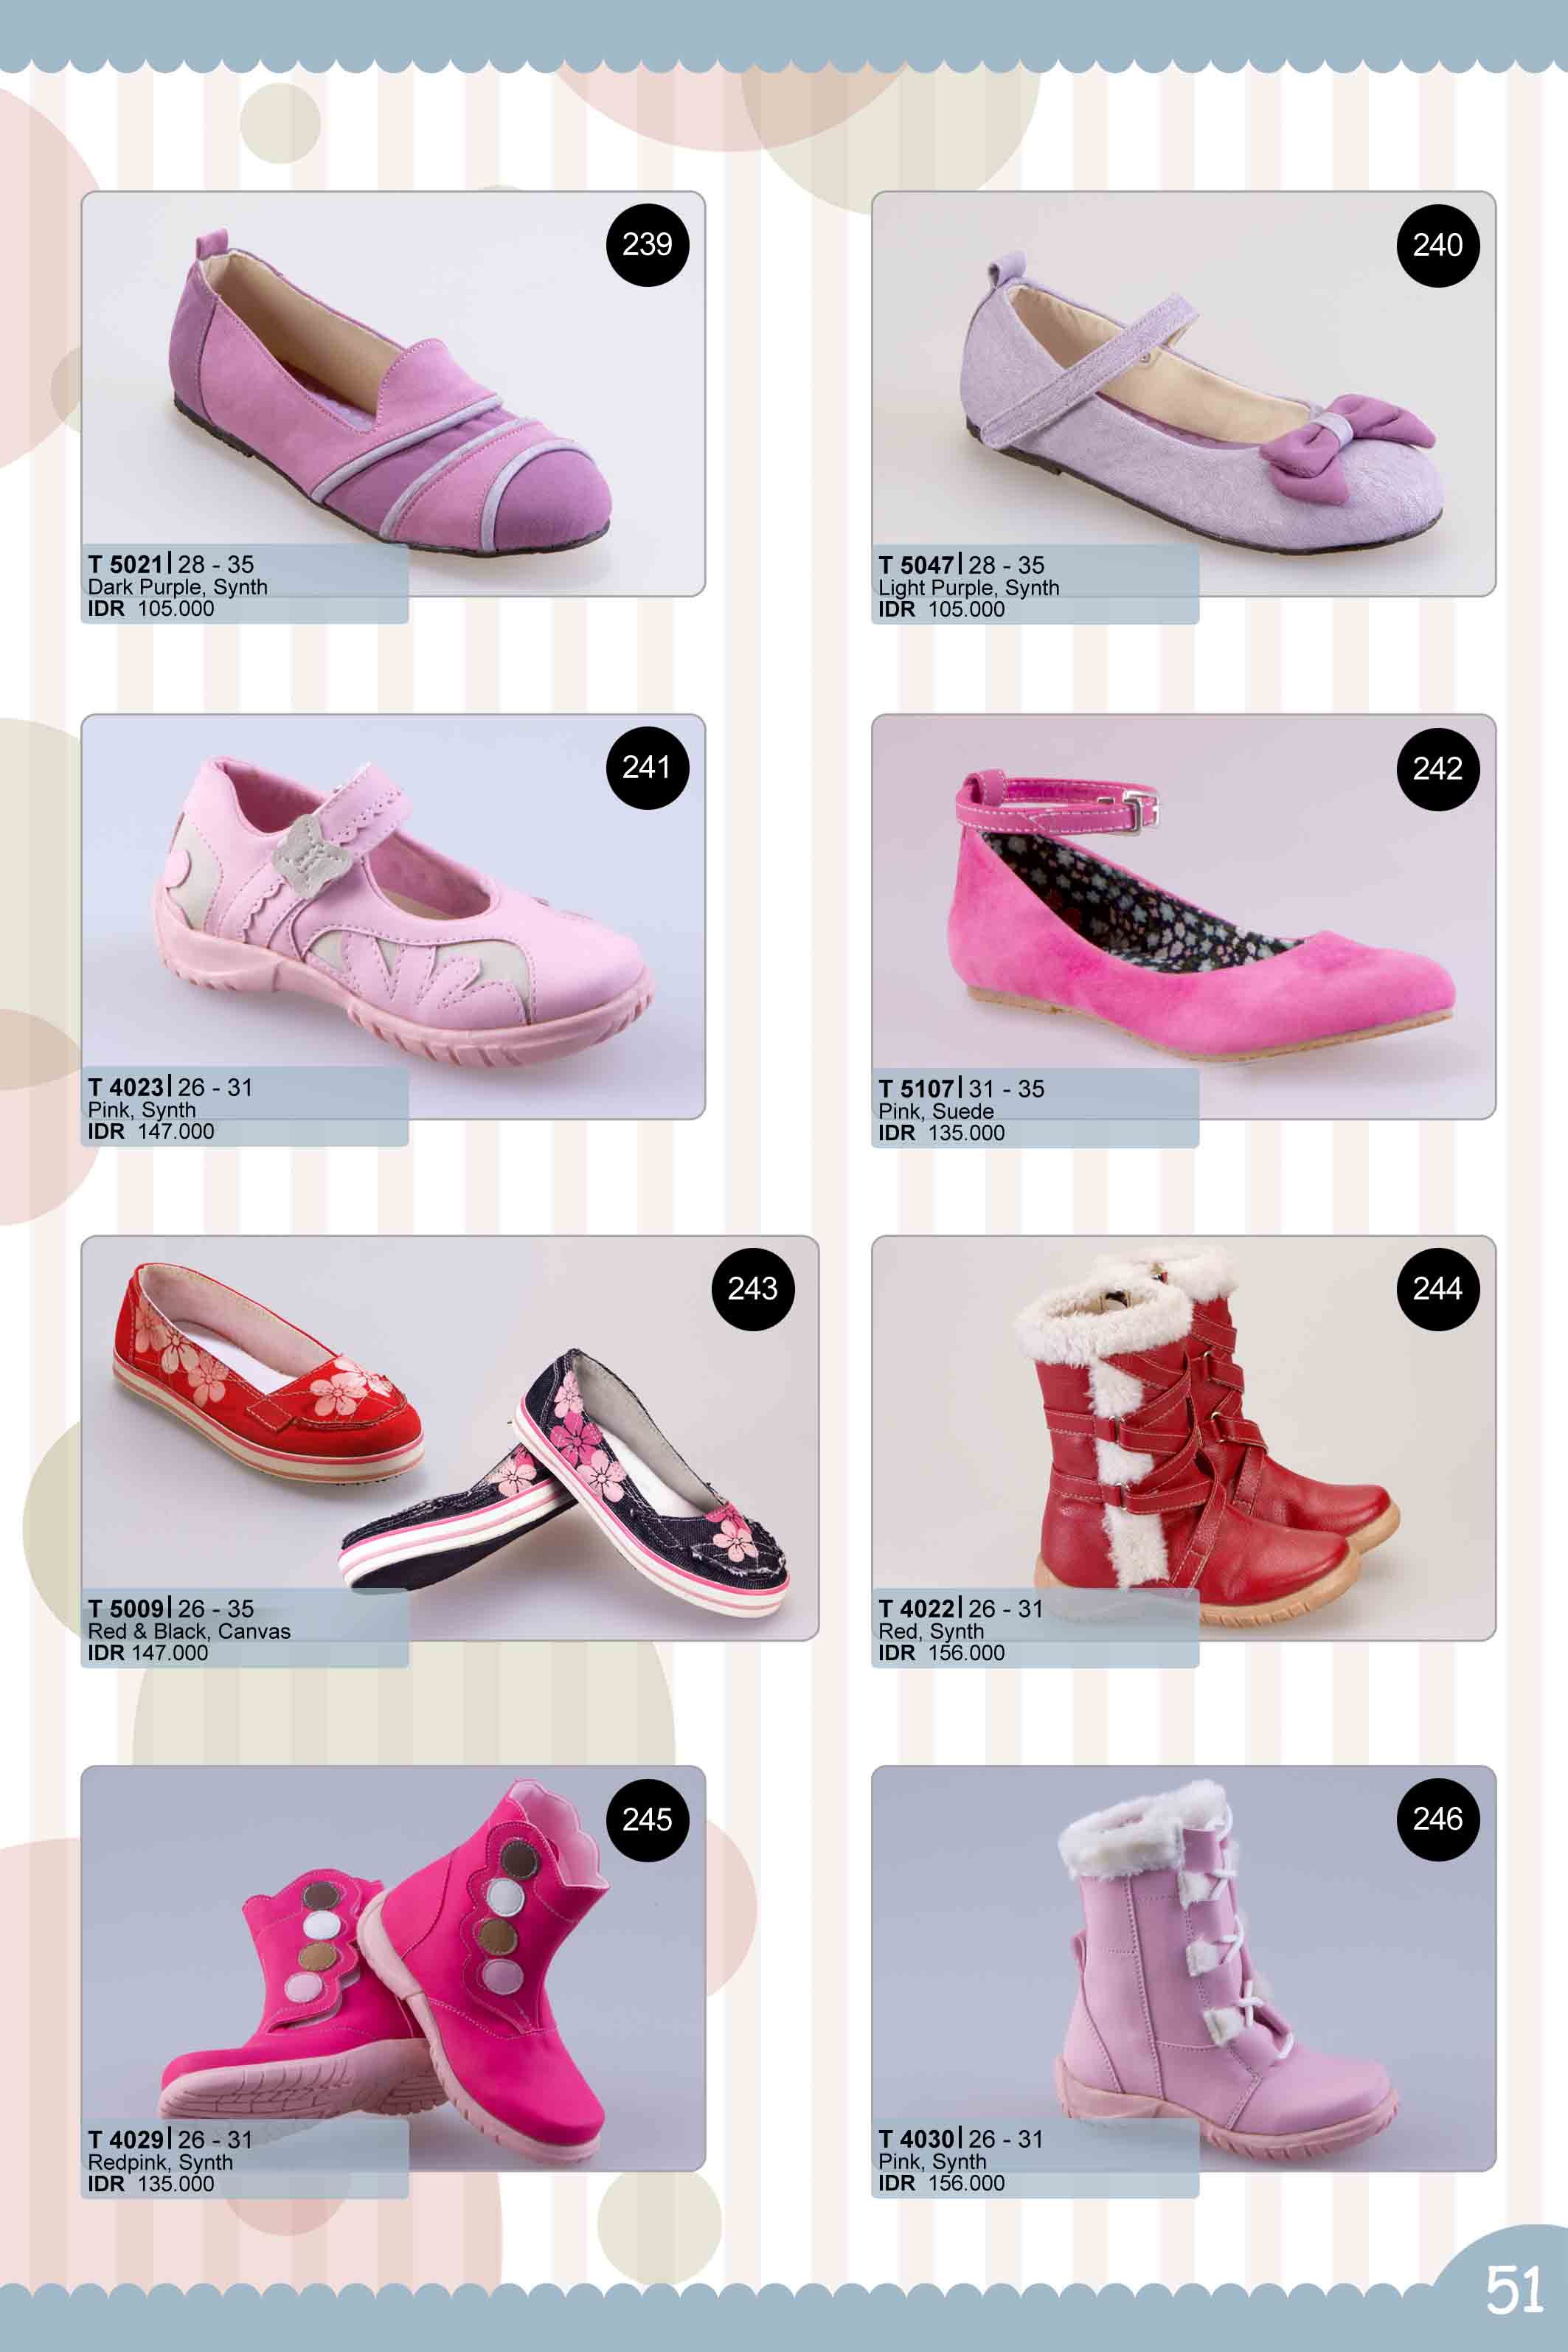 239
T 5021| 28 - 35
Dark Purple, Synth
IDR 105.000
240
T 5047| 28 - 35
Light Purple, Synth
IDR 105.000
241
T 4023| 26 - 31
Pink, Synth
IDR 147.000
242
T 5107| 31 - 35
Pink, Suede
IDR 135.000
243
T 5009| 26 - 35
Red & Black, Canvas
IDR 147.000
244
T 4022| 26 - 31
Red, Synth
IDR 156.000
245
T 4029| 26 - 31
Redpink, Synth
IDR 135.000
246
T 4030| 26 - 31
Pink, Synth
IDR 156.000
51